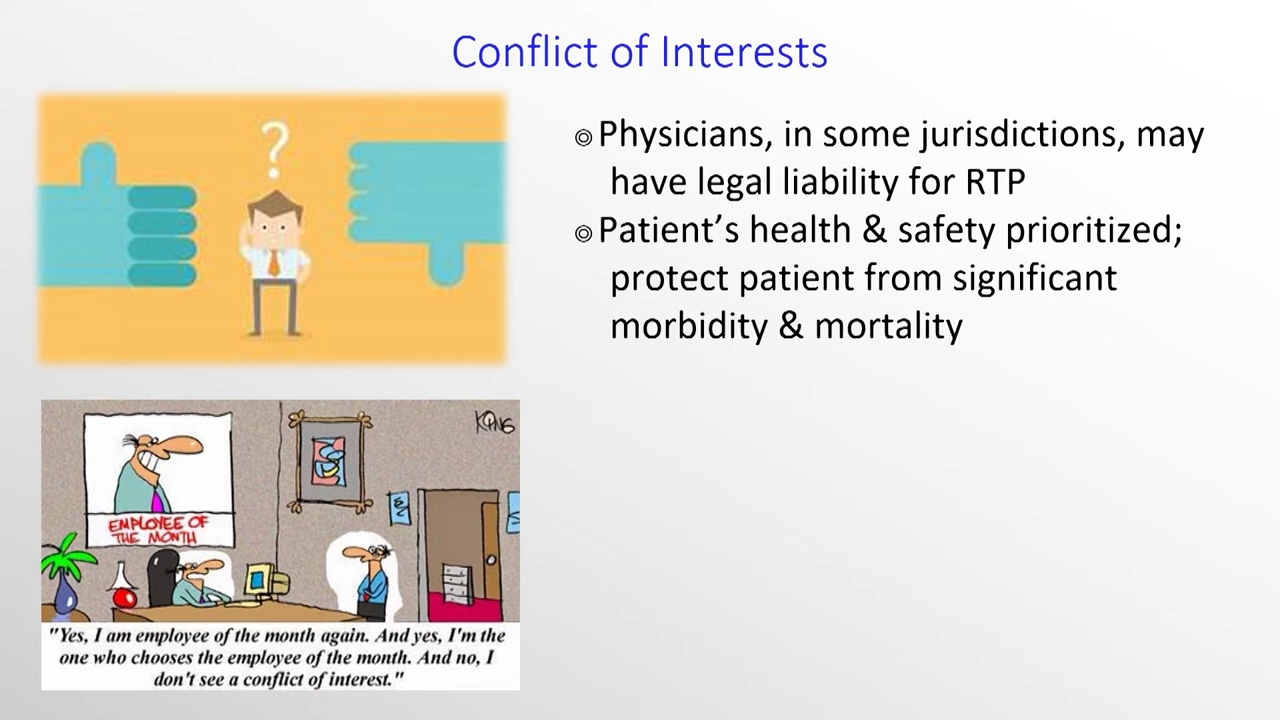 Conflict of Interests
?
◎Physicians, in some jurisdictions, may
have legal liability for RTP
◎Patient’s health & safety prioritized;
protect patient from significant
morbidity & mortality
KING
EMPLOYEE OF
THE MONTH
"Yes, I am employee of the month again. And yes, I'm the
one who chooses the employee of the month. And no, I
don't see a conflict of interest."